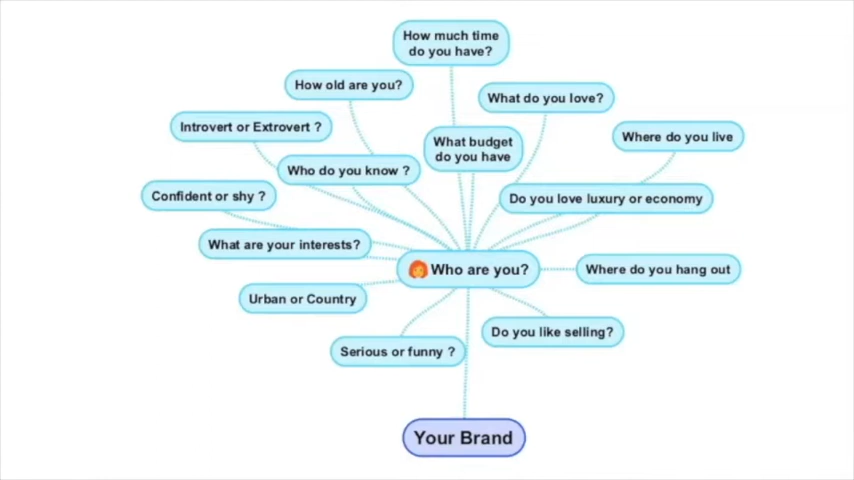 How much time
do you have?
How old are you?
What do you love?
Introvert or Extrovert ?
What budget
do you have
Where do you live
Who do you know ?
Confident or shy ?
Do you love luxury or economy
What are your interests?
Who are you?
Where do you hang out
Urban or Country
Do you like selling?
Serious or funny ?
Your Brand